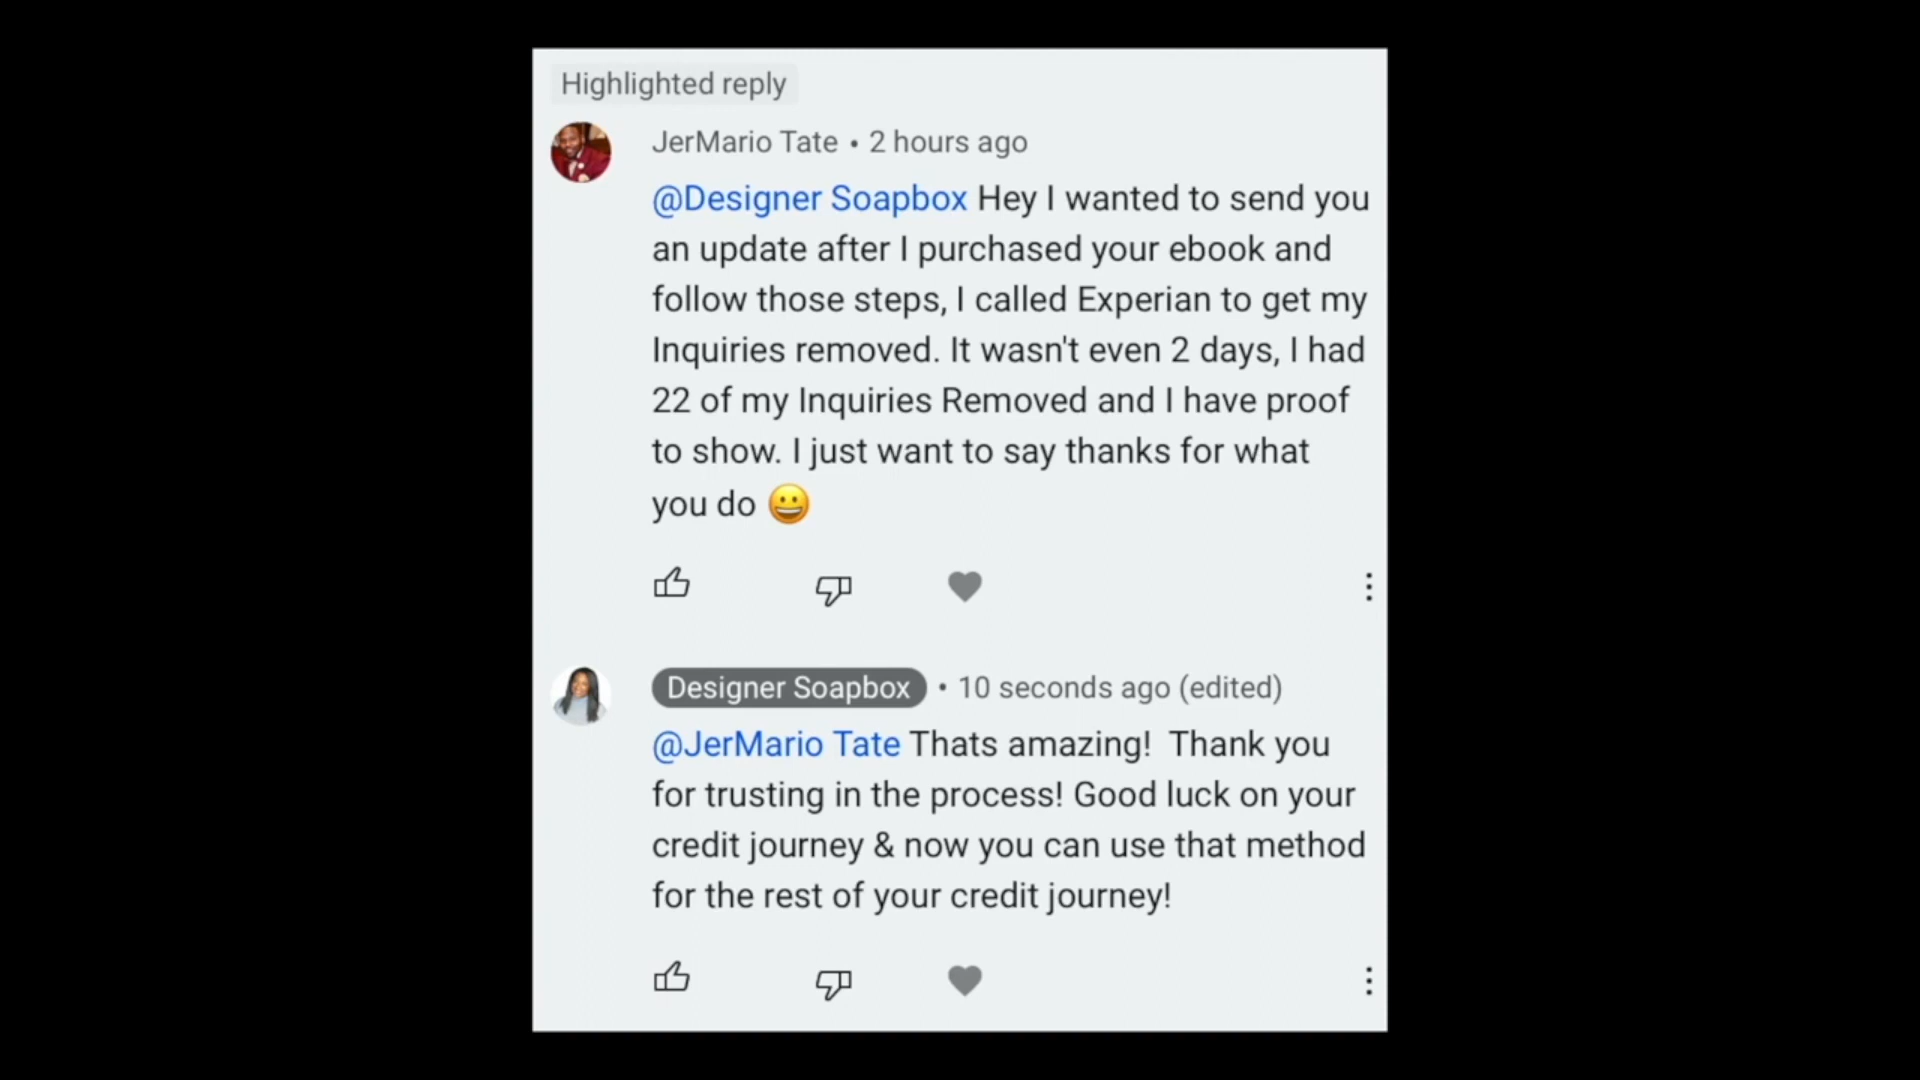 Highlighted reply
JerMario Tate • 2 hours ago
@Designer Soapbox Hey I wanted to send you
an update after I purchased your ebook and
follow those steps, I called Experian to get my
Inquiries removed. It wasn't even 2 days, I had
22 of my Inquiries Removed and I have proof
to show. I just want to say thanks for what
you do 😀
Designer Soapbox • 10 seconds ago (edited)
@JerMario Tate Thats amazing!  Thank you
for trusting in the process! Good luck on your
credit journey & now you can use that method
for the rest of your credit journey!